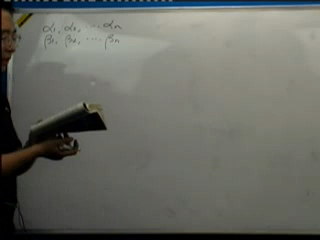 α₁, α₂, ⋯ αₙ
β₁, β₂, ⋯ βₙ